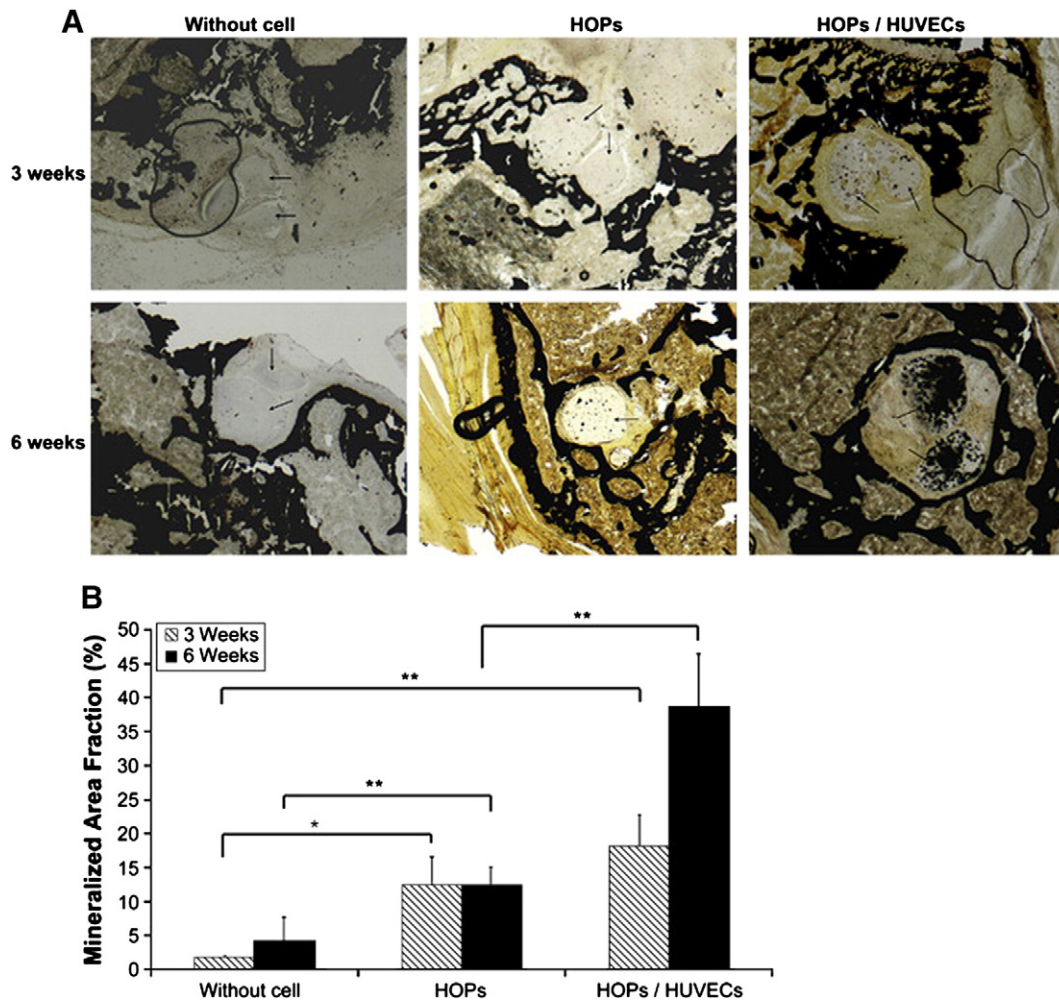 A
Without cell
HOPs
HOPs / HUVECs
3 weeks
6 weeks
B
Mineralized Area Fraction (%)
50
45
40
35
30
25
20
15
10
5
0
3 Weeks
6 Weeks
**
**
**
*
Without cell
HOPs
HOPs / HUVECs